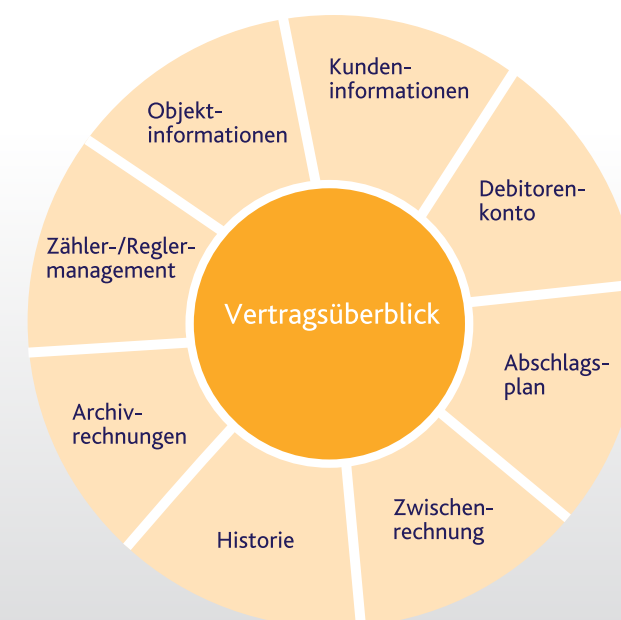 Kunden-
informationen
Objekt-
informationen
Debitoren-
konto
Zähler-/Regler-
management
Vertragsüberblick
Abschlags-
plan
Archiv-
rechnungen
Zwischen-
rechnung
Historie